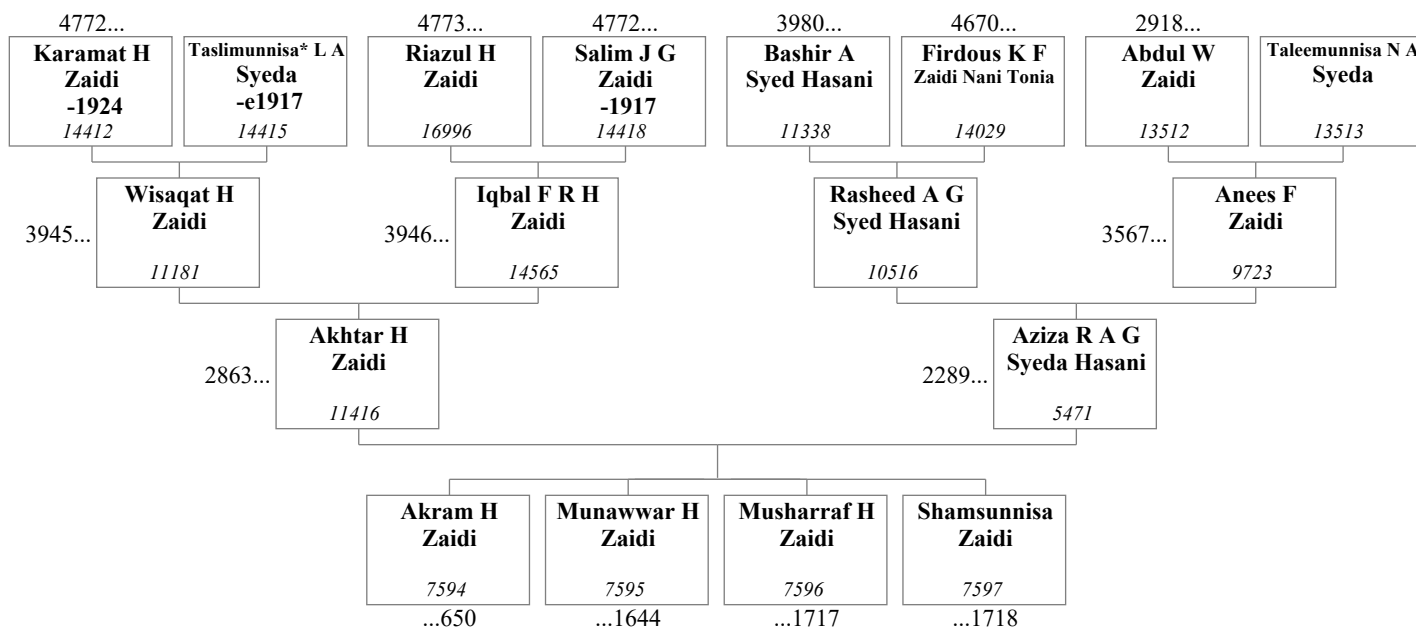 4772...
4773...
4772...
3980...
4670...
2918...
Karamat H
Zaidi
-1924
14412
Taslimunnisa* L A
Syeda
-e1917
14415
Riazul H
Zaidi
16996
Salim J G
Zaidi
-1917
14418
Bashir A
Syed Hasani
11338
Firdous K F
Zaidi Nani Tonia
14029
Abdul W
Zaidi
13512
Taleemunnisa N A
Syeda
13513
3945...
Wisaqat H
Zaidi
11181
3946...
Iqbal F R H
Zaidi
14565
Rasheed A G
Syed Hasani
10516
3567...
Anees F
Zaidi
9723
2863...
Akhtar H
Zaidi
11416
2289...
Aziza R A G
Syeda Hasani
5471
Akram H
Zaidi
7594
...650
Munawwar H
Zaidi
7595
...1644
Musharraf H
Zaidi
7596
...1717
Shamsunnisa
Zaidi
7597
...1718